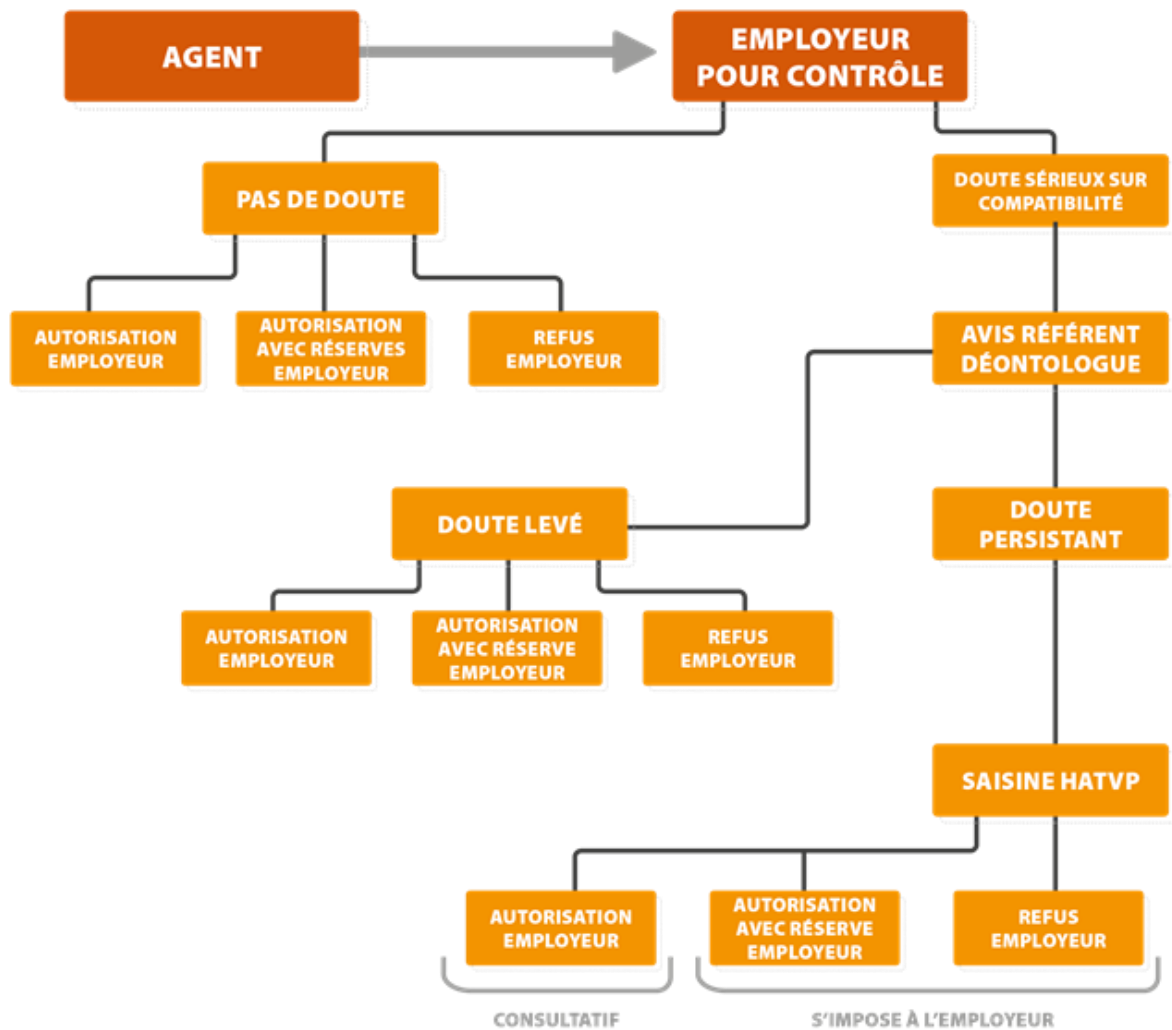 AGENT
EMPLOYEUR
POUR CONTRÔLE
PAS DE DOUTE
DOUTE SÉRIEUX SUR
COMPATIBILITÉ
AUTORISATION
EMPLOYEUR
AUTORISATION
AVEC RÉSERVES
EMPLOYEUR
REFUS
EMPLOYEUR
AVIS RÉFÉRENT
DÉONTOLOGUE
DOUTE LEVÉ
DOUTE
PERSISTANT
AUTORISATION
EMPLOYEUR
AUTORISATION
AVEC RÉSERVE
EMPLOYEUR
REFUS
EMPLOYEUR
SAISINE HATVP
AUTORISATION
EMPLOYEUR
AUTORISATION
AVEC RÉSERVE
EMPLOYEUR
REFUS
EMPLOYEUR
CONSULTATIF
S'IMPOSE À L'EMPLOYEUR